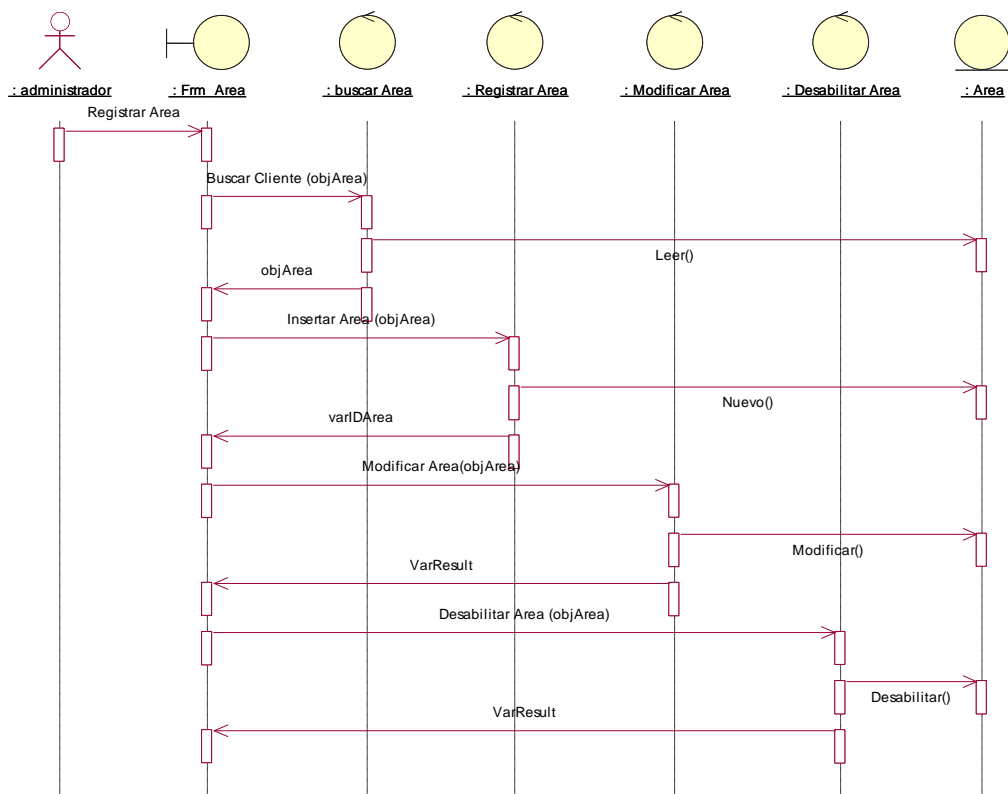 : administrador
: Frm_Area
: buscar Area
: Registrar Area
: Modificar Area
: Desabilitar Area
: Area
Registrar Area
Buscar Cliente (objArea)
Leer()
objArea
Insertar Area (objArea)
Nuevo()
varIDArea
Modificar Area(objArea)
Modificar()
VarResult
Desabilitar Area (objArea)
Desabilitar()
VarResult